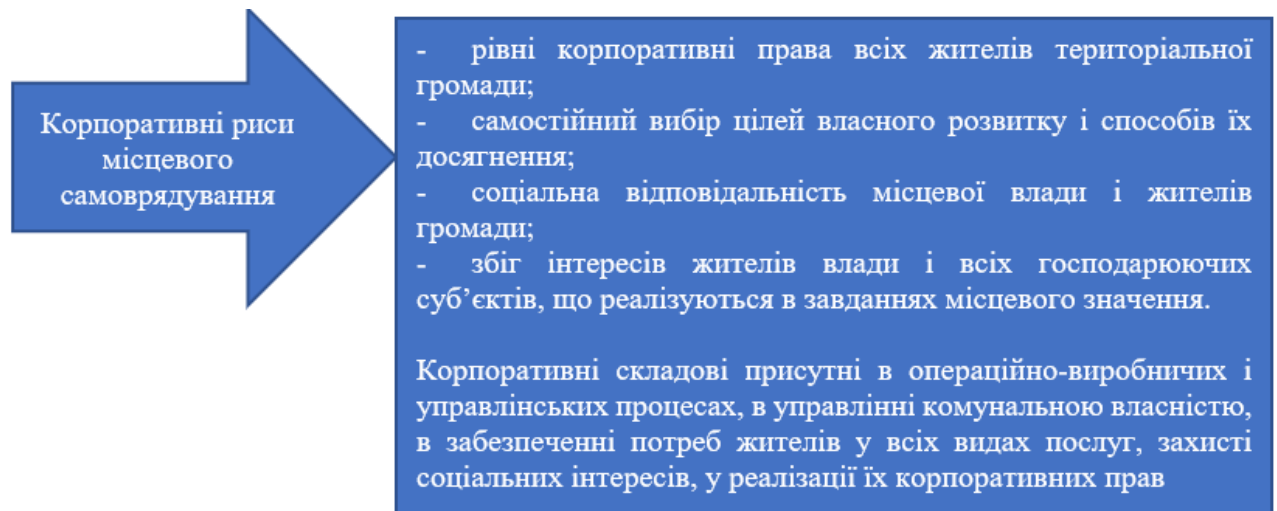 Корпоративні риси
місцевого
самоврядування
- рівні корпоративні права всіх жителів територіальної
громади;
- самостійний вибір цілей власного розвитку і способів їх
досягнення;
- соціальна відповідальність місцевої влади і жителів
громади;
- збіг інтересів жителів влади і всіх господарюючих
суб’єктів, що реалізуються в завданнях місцевого значення.
Корпоративні складові присутні в операційно-виробничих і
управлінських процесах, в управлінні комунальною власністю,
в забезпеченні потреб жителів у всіх видах послуг, захисті
соціальних інтересів, у реалізації їх корпоративних прав